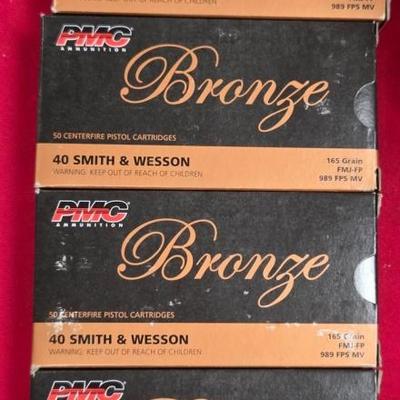 989 FPS MV
PMC
AMMUNITION
Bronze
50 CENTERFIRE PISTOL CARTRIDGES
40 SMITH & WESSON
165 Grain
WARNING: KEEP OUT OF REACH OF CHILDREN
FMJ-FP
989 FPS MV
PMC
AMMUNITION
Bronze
50 CENTERFIRE PISTOL CARTRIDGES
40 SMITH & WESSON
165 Grain
WARNING: KEEP OUT OF REACH OF CHILDREN
FMJ-FP
989 FPS MV
PMC
AMMUNITION